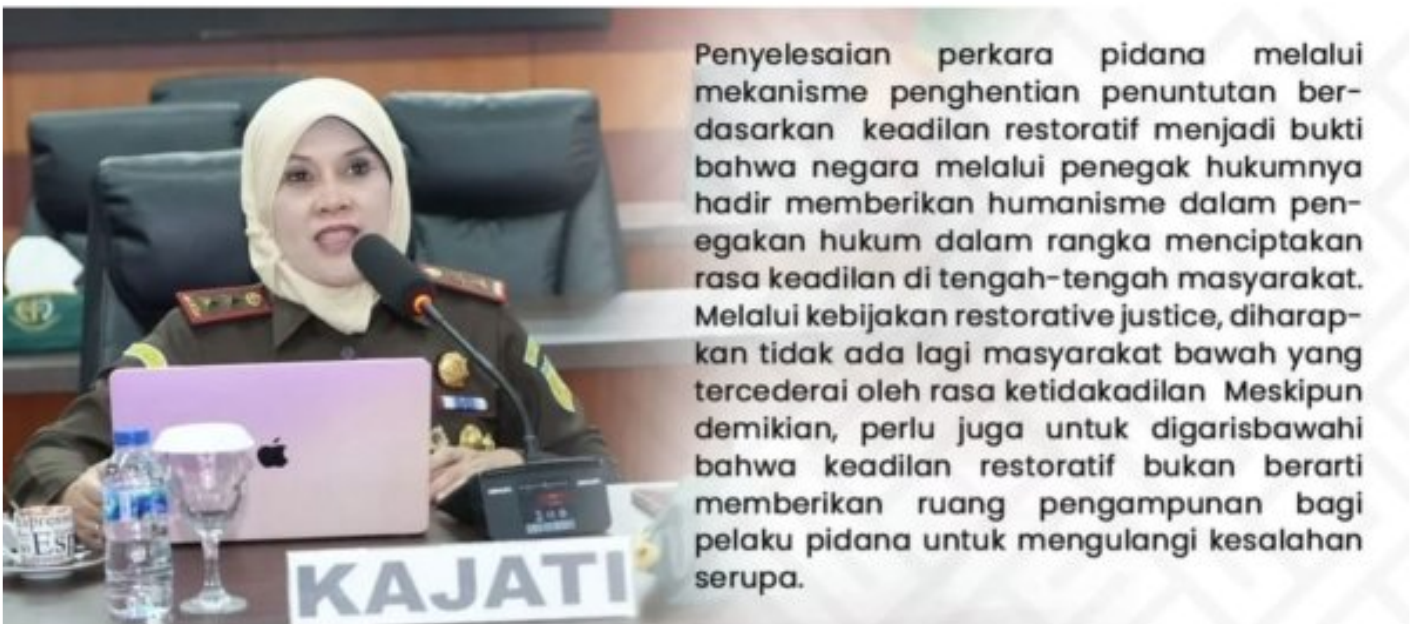 Penyelesaian perkara pidana melalui
mekanisme penghentian penuntutan ber-
dasarkan keadilan restoratif menjadi bukti
bahwa negara melalui penegak hukumnya
hadir memberikan humanisme dalam pen-
egakan hukum dalam rangka menciptakan
rasa keadilan di tengah-tengah masyarakat.
Melalui kebijakan restorative justice, diharap-
kan tidak ada lagi masyarakat bawah yang
tercederai oleh rasa ketidakadilan Meskipun
demikian, perlu juga untuk digarisbawahi
bahwa keadilan restoratif bukan berarti
memberikan ruang pengampunan bagi
pelaku pidana untuk mengulangi kesalahan
serupa.
KAJATI